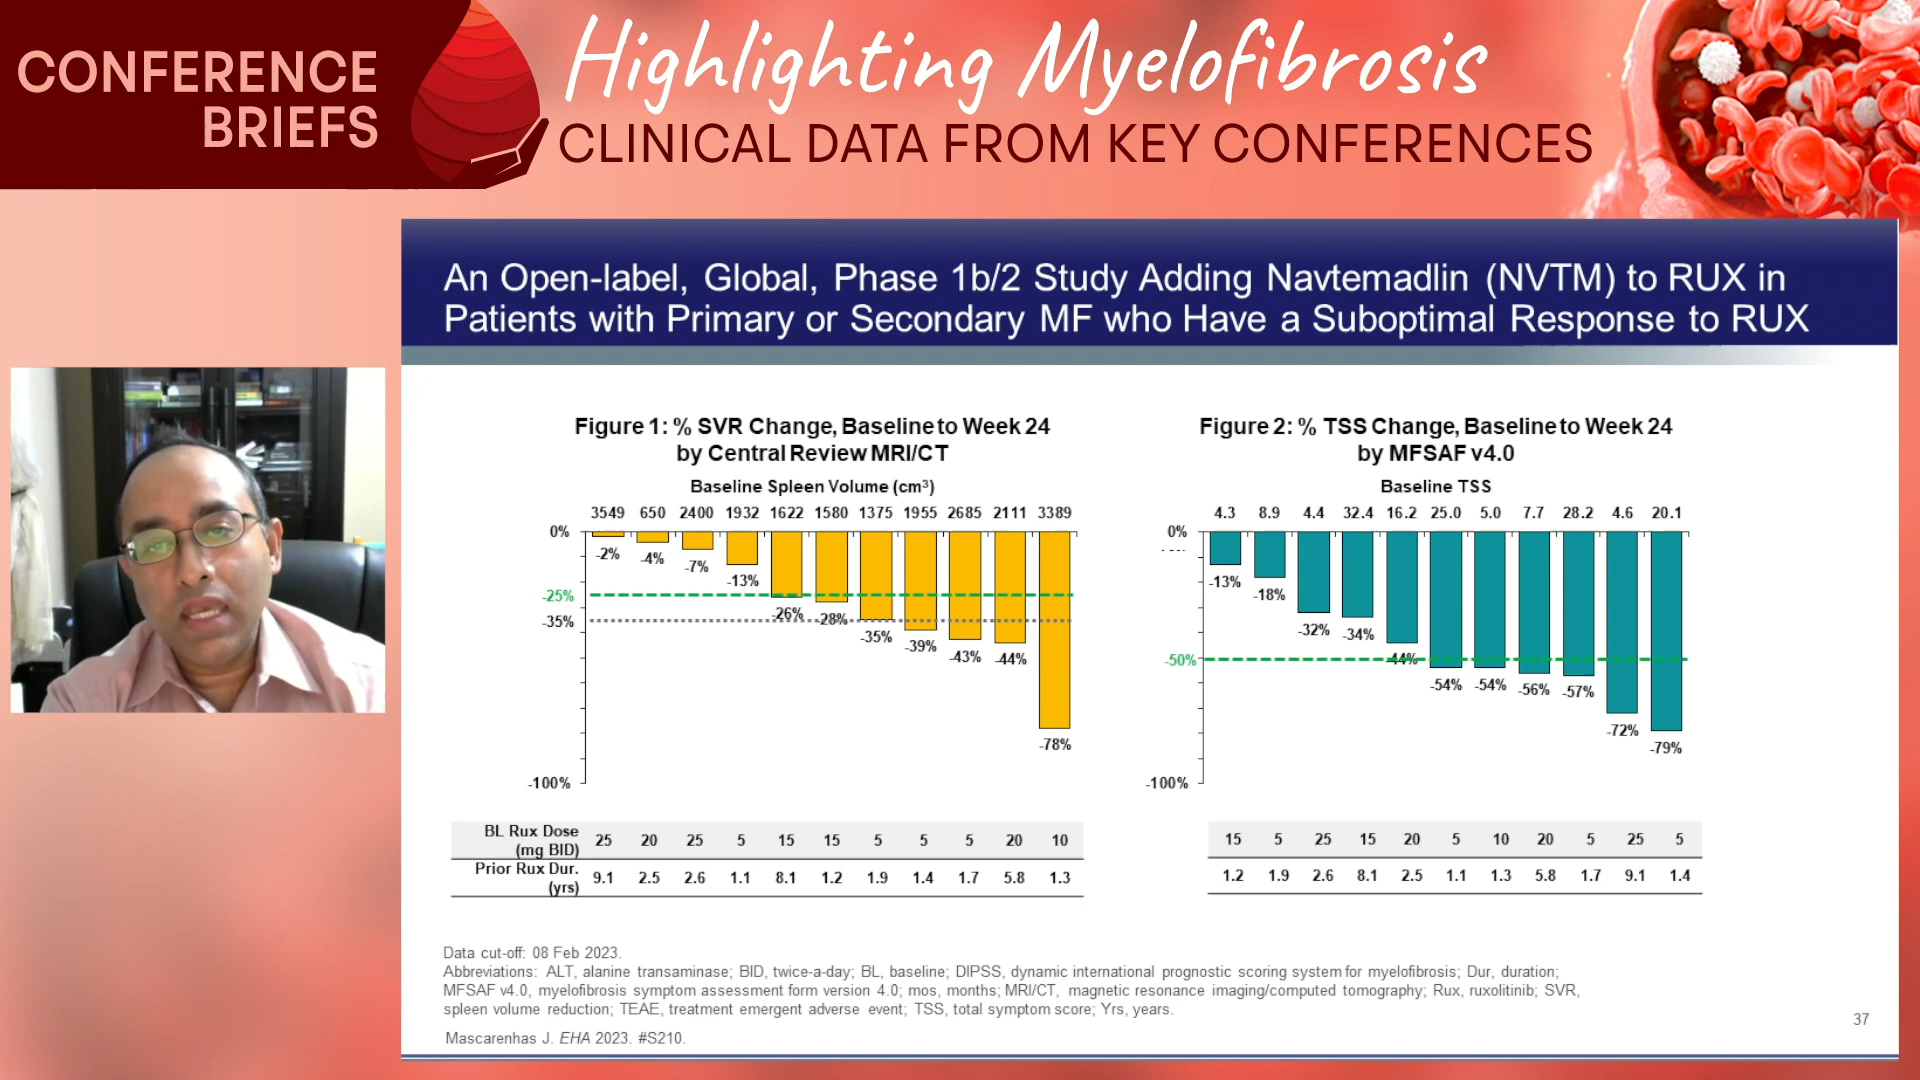 CONFERENCE
BRIEFS
Highlighting Myelofibrosis
CLINICAL DATA FROM KEY CONFERENCES
An Open-label, Global, Phase 1b/2 Study Adding Navtemadlin (NVTM) to RUX in
Patients with Primary or Secondary MF who Have a Suboptimal Response to RUX
Figure 1: % SVR Change, Baseline to Week 24
by Central Review MRI/CT
Baseline Spleen Volume (cm³)
3549 650 2400 1932 1622 1580 1375 1955 2685 2111 3389
0%
-2% -4% -7% -13% -26% -28% -35% -39% -43% -44% -78%
-25%
-35%
-100%
BL Rux Dose
(mg BID)
25 20 25 5 15 15 5 5 5 20 10
Prior Rux Dur.
(yrs)
9.1 2.5 2.6 1.1 8.1 1.2 1.9 1.4 1.7 5.8 1.3
Figure 2: % TSS Change, Baseline to Week 24
by MFSAF v4.0
Baseline TSS
4.3 8.9 4.4 32.4 16.2 25.0 5.0 7.7 28.2 4.6 20.1
0%
-13% -18% -32% -34% -44% -54% -54% -56% -57% -72% -79%
-50%
-100%
15 5 25 15 20 5 10 20 5 25 5
1.2 1.9 2.6 8.1 2.5 1.1 1.3 5.8 1.7 9.1 1.4
Data cut-off: 08 Feb 2023.
Abbreviations: ALT, alanine transaminase; BID, twice-a-day; BL, baseline; DIPSS, dynamic international prognostic scoring system for myelofibrosis; Dur, duration;
MFSAF v4.0, myelofibrosis symptom assessment form version 4.0; mos, months; MRI/CT, magnetic resonance imaging/computed tomography; Rux, ruxolitinib; SVR,
spleen volume reduction; TEAE, treatment emergent adverse event; TSS, total symptom score; Yrs, years.
Mascarenhas J. EHA 2023. #S210.
37